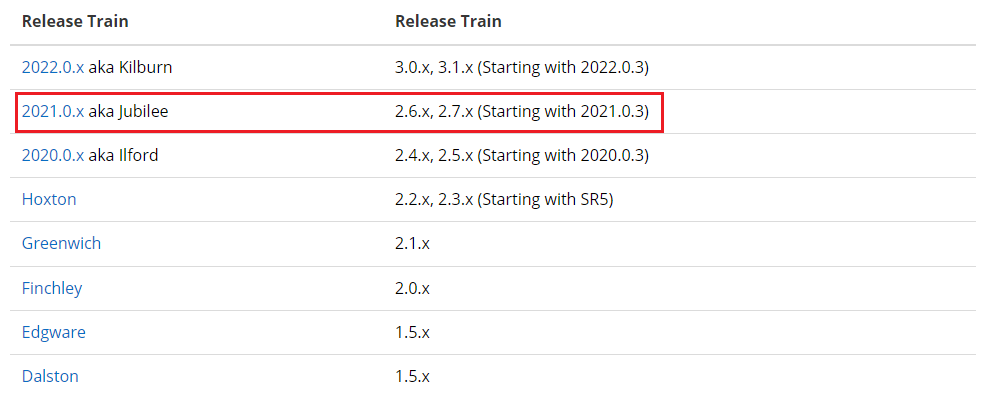 Release Train Release Train
2022.0.x aka Kilburn 3.0.x, 3.1.x (Starting with 2022.0.3)
2021.0.x aka Jubilee 2.6.x, 2.7.x (Starting with 2021.0.3)
2020.0.x aka Ilford 2.4.x, 2.5.x (Starting with 2020.0.3)
Hoxton 2.2.x, 2.3.x (Starting with SR5)
Greenwich 2.1.x
Finchley 2.0.x
Edgware 1.5.x
Dalston 1.5.x